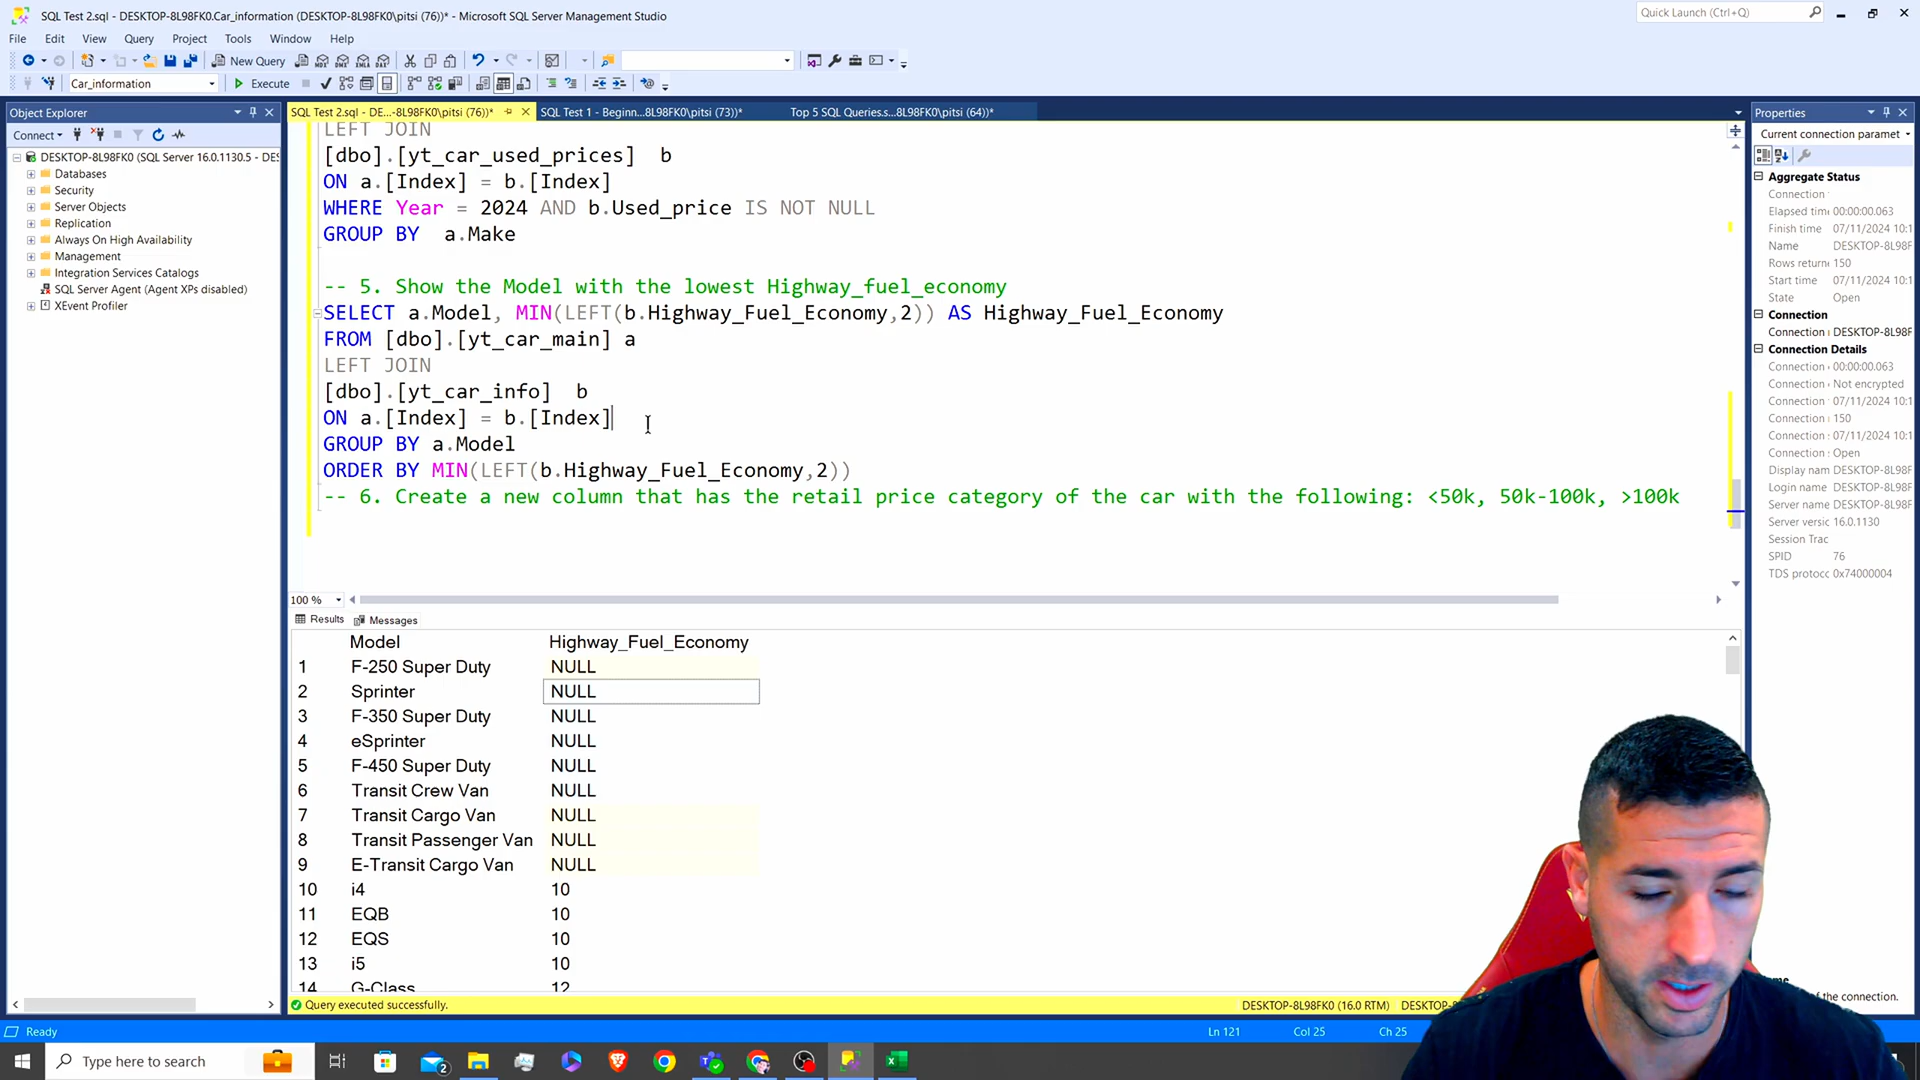 SQL Test 2.sql - DESKTOP-8L98FK0.Car_information (DESKTOP-8L98FK0\pitsi (76))* - Microsoft SQL Server Management Studio
Quick Launch (Ctrl+Q)
File Edit View Query Project Tools Window Help
New Query
Car_information
Execute
Object Explorer
SQL Test 2.sql - DE...-8L98FK0\pitsi (76))*
SQL Test 1 - Beginn...8L98FK0\pitsi (73))*
Top 5 SQL Queries.s...8L98FK0\pitsi (64))*
Properties
Connect
DESKTOP-8L98FK0 (SQL Server 16.0.1130.5 - DES
Databases
Security
Server Objects
Replication
Always On High Availability
Management
Integration Services Catalogs
SQL Server Agent (Agent XPs disabled)
XEvent Profiler
LEFT JOIN
[dbo].[yt_car_used_prices] b
ON a.[Index] = b.[Index]
WHERE Year = 2024 AND b.Used_price IS NOT NULL
GROUP BY a.Make
-- 5. Show the Model with the lowest Highway_fuel_economy
SELECT a.Model, MIN(LEFT(b.Highway_Fuel_Economy,2)) AS Highway_Fuel_Economy
FROM [dbo].[yt_car_main] a
LEFT JOIN
[dbo].[yt_car_info] b
ON a.[Index] = b.[Index]
GROUP BY a.Model
ORDER BY MIN(LEFT(b.Highway_Fuel_Economy,2))
-- 6. Create a new column that has the retail price category of the car with the following: <50k, 50k-100k, >100k
100 %
Results Messages
Model Highway_Fuel_Economy
1 F-250 Super Duty NULL
2 Sprinter NULL
3 F-350 Super Duty NULL
4 eSprinter NULL
5 F-450 Super Duty NULL
6 Transit Crew Van NULL
7 Transit Cargo Van NULL
8 Transit Passenger Van NULL
9 E-Transit Cargo Van NULL
10 i4 10
11 EQB 10
12 EQS 10
13 i5 10
14 G-Class 12
Query executed successfully.
DESKTOP-8L98FK0 (16.0 RTM)
DESKTOP-8
Current connection paramet
Aggregate Status
Connection
Elapsed time 00:00:00.063
Finish time 07/11/2024 10:1
Name DESKTOP-8L98F
Rows returne 150
Start time 07/11/2024 10:1
State Open
Connection
Connection DESKTOP-8L98F
Connection Details
Connection 00:00:00.063
Connection Not encrypted
Connection 07/11/2024 10:1
Connection 150
Connection 07/11/2024 10:1
Connection Open
Display name DESKTOP-8L98F
Login name DESKTOP-8L98F
Server name DESKTOP-8L98F
Server versic 16.0.1130
Session Trac
SPID 76
TDS protocc 0x74000004
of the connection.
Ready
Ln 121 Col 25 Ch 25
Type here to search
2